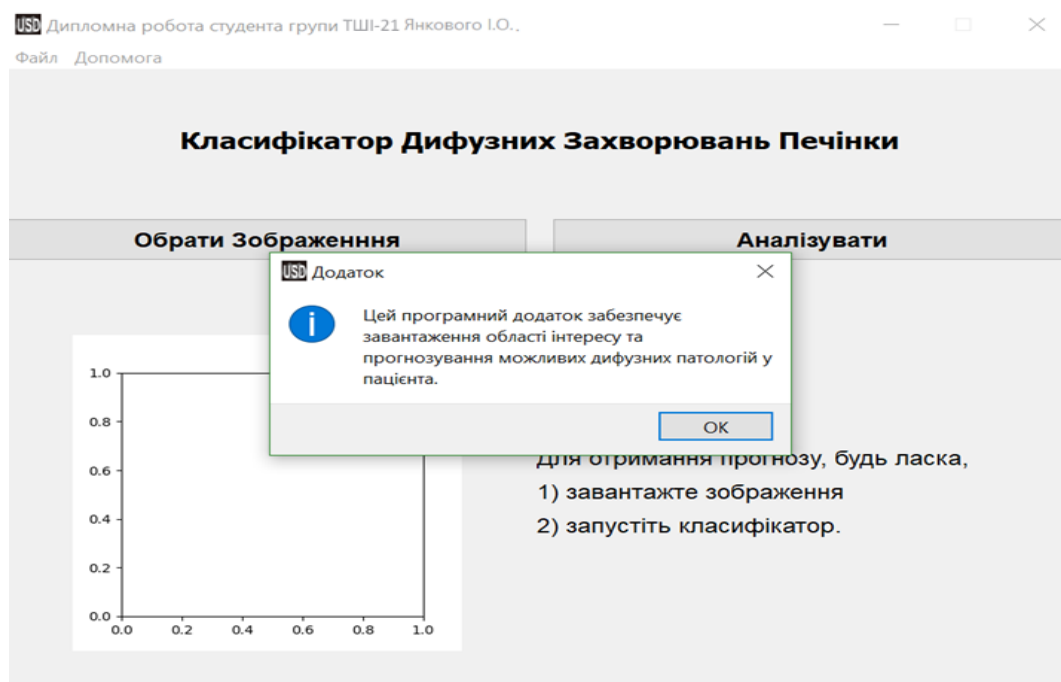 USD Дипломна робота студента групи ТШІ-21 Янкового І.О..
Файл Допомога
Класифікатор Дифузних Захворювань Печінки
Обрати Зображенння
Аналізувати
USD Додаток
Цей програмний додаток забезпечує
завантаження області інтересу та
прогнозування можливих дифузних патологій у
пацієнта.
OK
Для отримання прогнозу, будь ласка,
1) завантажте зображення
2) запустіть класифікатор.
1.0
0.8
0.6
0.4
0.2
0.0
0.0 0.2 0.4 0.6 0.8 1.0